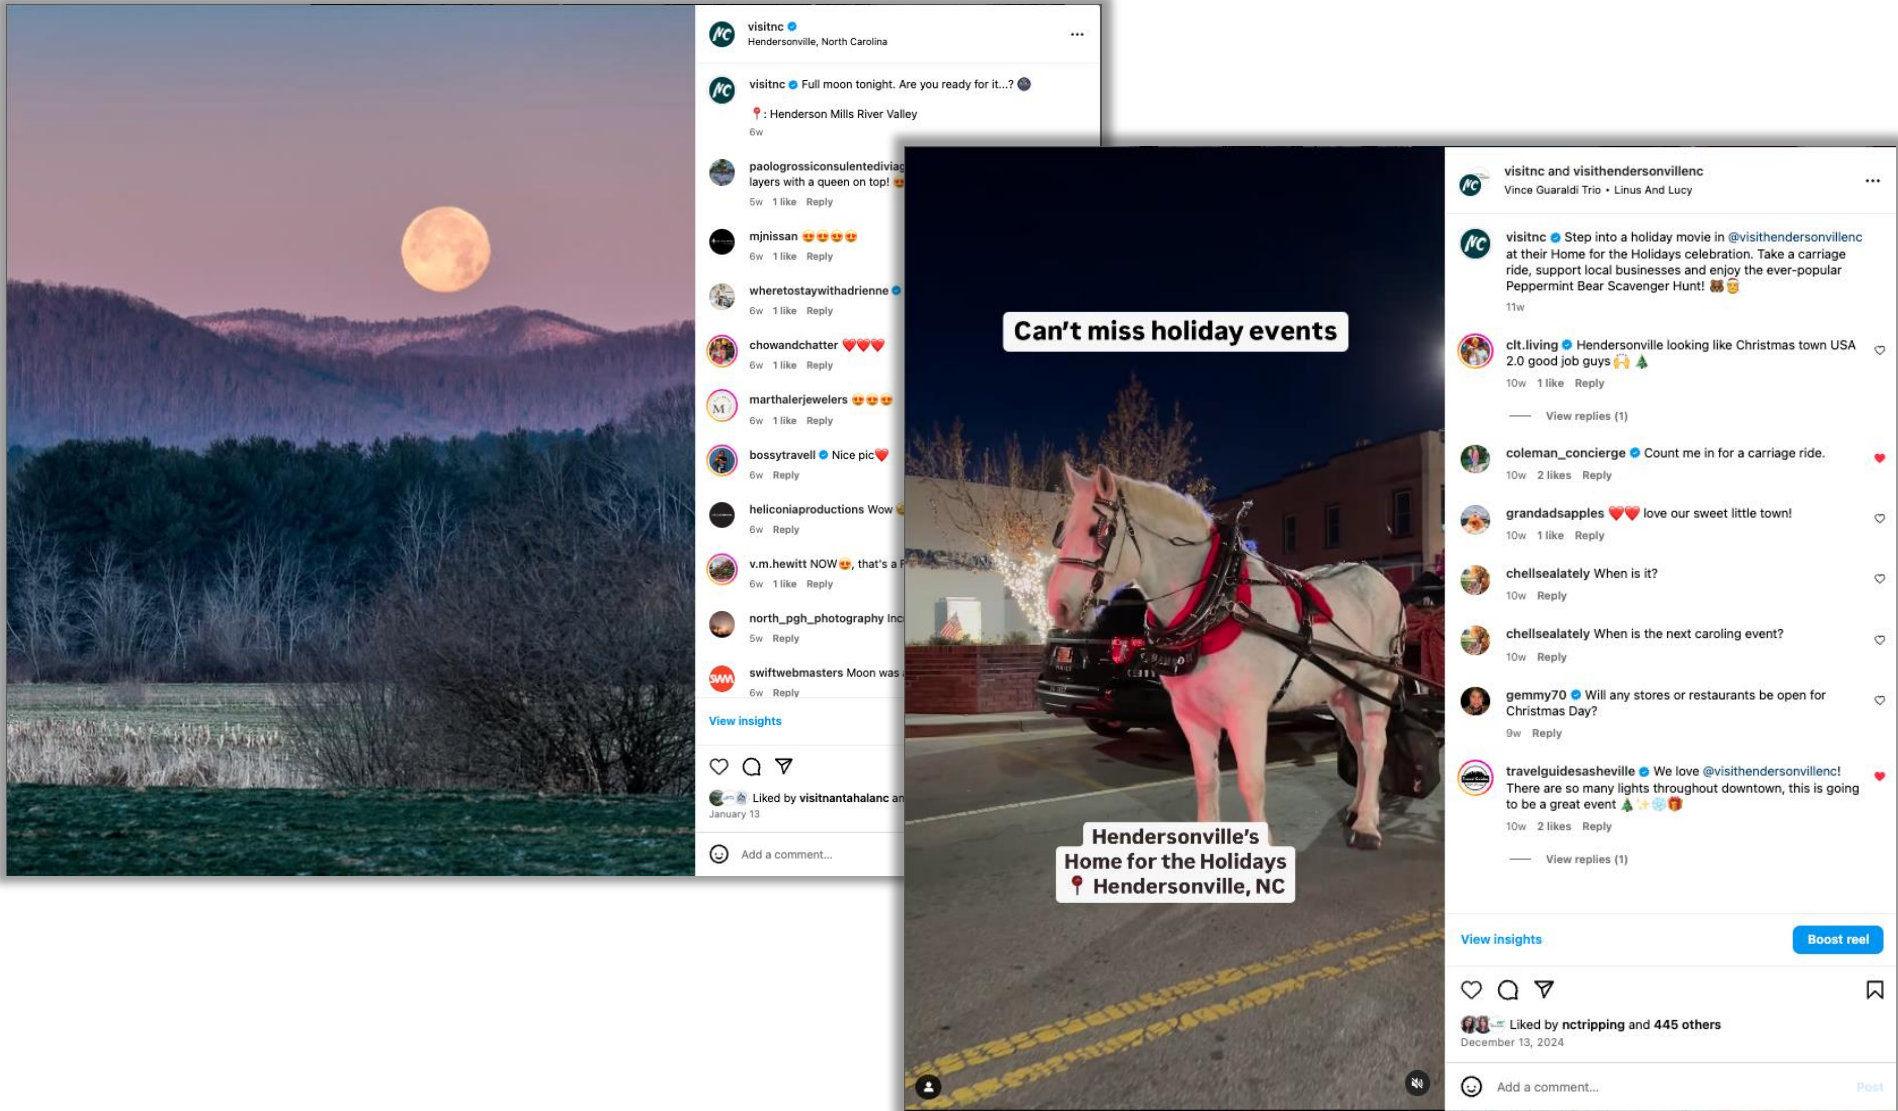 visitnc
Hendersonville, North Carolina
visitnc Full moon tonight. Are you ready for it...? 🌚
📍: Henderson Mills River Valley
6w
layers with a queen on top! 😍
5w 1 like Reply
mjnissan 😍😍😍😍
6w 1 like Reply
wheretostaywithadrienne
6w 1 like Reply
chowandchatter ❤️❤️❤️
6w 1 like Reply
M
marthalerjewelers 😍😍😍
6w 1 like Reply
bossytravell Nice pic❤️
6w Reply
heliconiaproductions Wow
6w Reply
v.m.hewitt NOW😍, that's a
6w 1 like Reply
north_pgh_photography
5w Reply
SWM
swiftwebmasters Moon was
6w Reply
View insights
Liked by visitnantahalanc
January 13
Add a comment...
NC
visitnc and visithendersonvillenc
Vince Guaraldi Trio • Linus And Lucy
NC
visitnc Step into a holiday movie in @visithendersonvillenc
at their Home for the Holidays celebration. Take a carriage
ride, support local businesses and enjoy the ever-popular
Peppermint Bear Scavenger Hunt! 🐻🎅
11w
clt.living Hendersonville looking like Christmas town USA
2.0 good job guys 🙌 🎄
10w 1 like Reply
View replies (1)
coleman_concierge Count me in for a carriage ride.
10w 2 likes Reply
grandadsapples ❤️❤️ love our sweet little town!
10w 1 like Reply
chellsealately When is it?
10w Reply
chellsealately When is the next caroling event?
10w Reply
gemmy70 Will any stores or restaurants be open for
Christmas Day?
9w Reply
travelguidesasheville We love @visithendersonvillenc!
There are so many lights throughout downtown, this is going
to be a great event 🎄✨❄️🎁
10w 2 likes Reply
View replies (1)
View insights
Boost reel
Liked by nctripping and 445 others
December 13, 2024
Add a comment...
Post
Can't miss holiday events
Hendersonville's
Home for the Holidays
📍 Hendersonville, NC